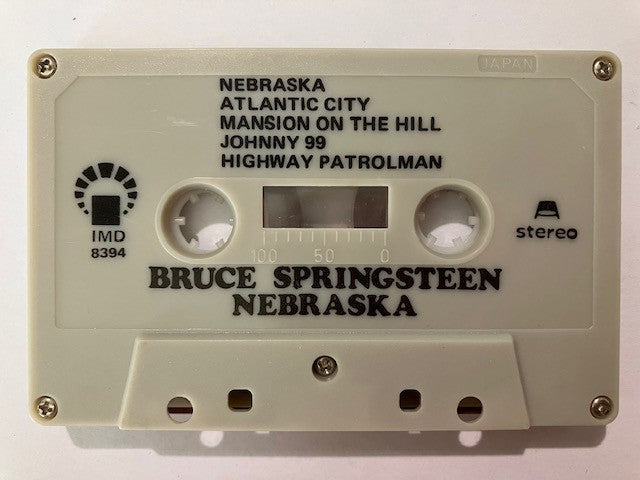 JAPAN
NEBRASKA
ATLANTIC CITY
MANSION ON THE HILL
JOHNNY 99
HIGHWAY PATROLMAN
IMD
8394
stereo
100 50 0
BRUCE SPRINGSTEEN
NEBRASKA